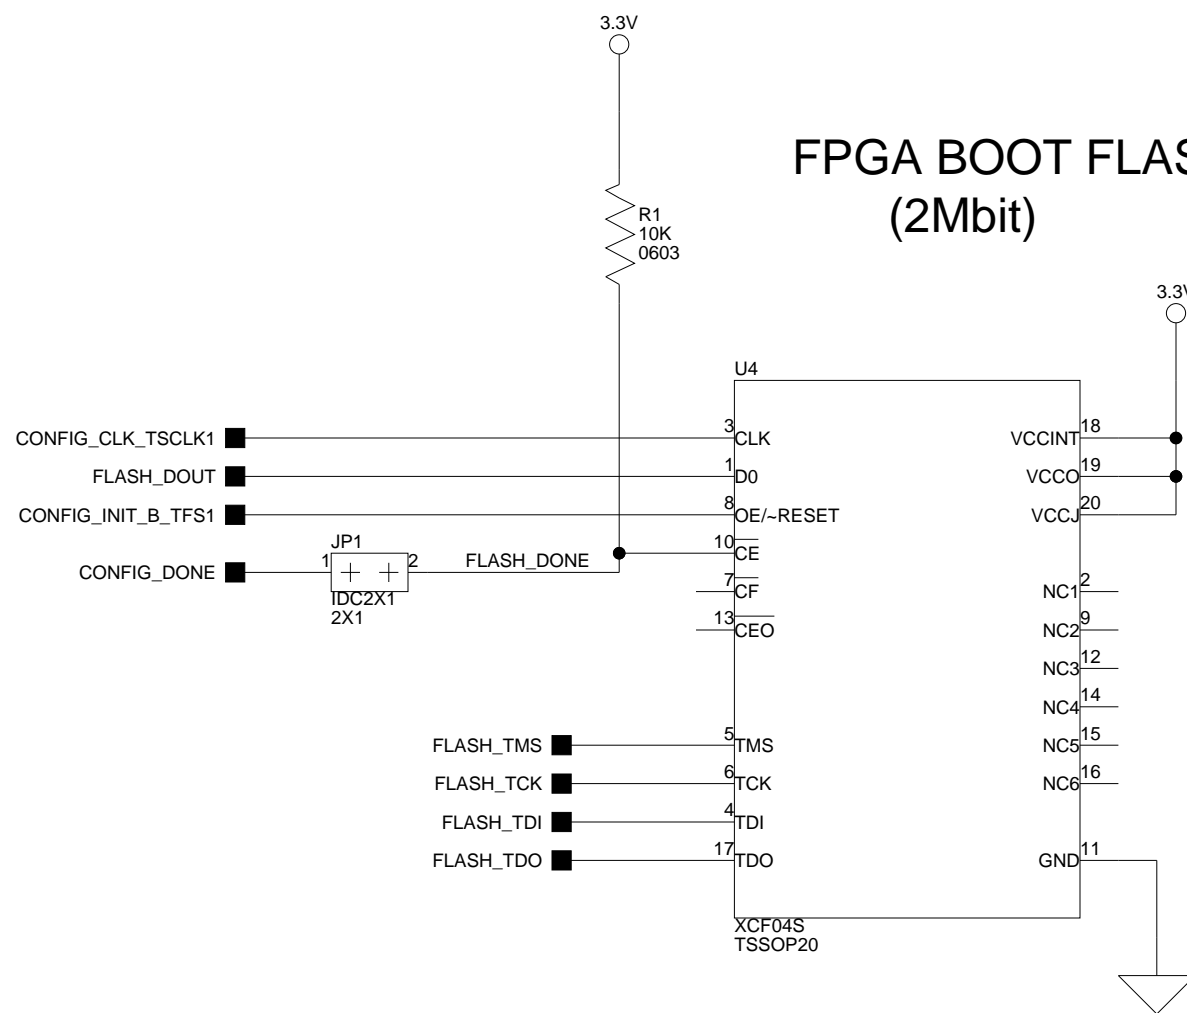 3.3V
FPGA BOOT FLAS
(2Mbit)
R1
10K
0603
3.3V
U4
CONFIG_CLK_TSCLK1
3
CLK
VCCINT
18
FLASH_DOUT
1
D0
VCCO
19
CONFIG_INIT_B_TFS1
8
OE/~RESET
VCCJ
20
JP1
CONFIG_DONE
1
2
FLASH_DONE
10
CE
IDC2X1
2X1
7
CF
NC1
2
13
CEO
NC2
9
NC3
12
NC4
14
FLASH_TMS
5
TMS
NC5
15
FLASH_TCK
6
TCK
NC6
16
FLASH_TDI
4
TDI
FLASH_TDO
17
TDO
GND
11
XCF04S
TSSOP20